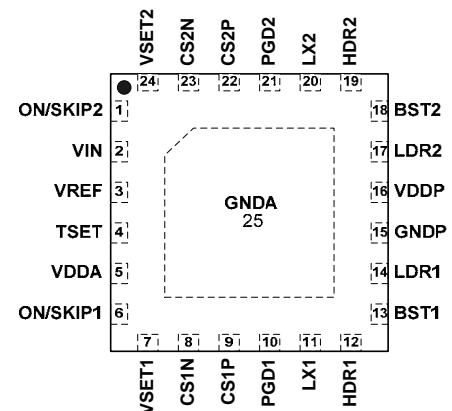 VSET2
CS2N
CS2P
PGD2
LX2
HDR2
24
23
22
21
20
19
ON/SKIP2 1
18 BST2
VIN 2
17 LDR2
VREF 3
16 VDDP
GNDA
25
TSET 4
15 GNDP
VDDA 5
14 LDR1
ON/SKIP1 6
13 BST1
7
8
9
10
11
12
VSET1
CS1N
CS1P
PGD1
LX1
HDR1